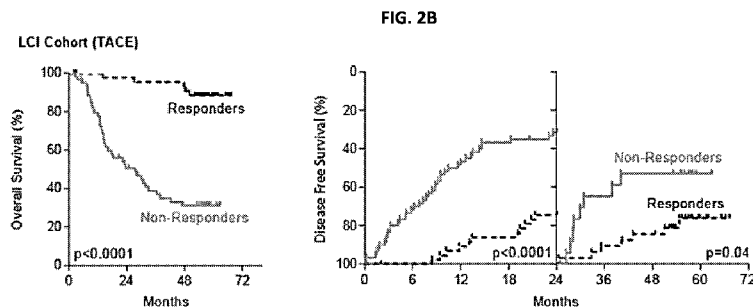 FIG. 2B
LCI Cohort (TACE)
Overall Survival (%)
100
80
60
40
20
0
Responders
Non-Responders
p<0.0001
0 24 48 72
Months
Disease Free Survival (%)
0
20
40
60
80
100
Non-Responders
Responders
p<0.0001
p=0.04
0 6 12 18 24 36 48 60 72
Months Months